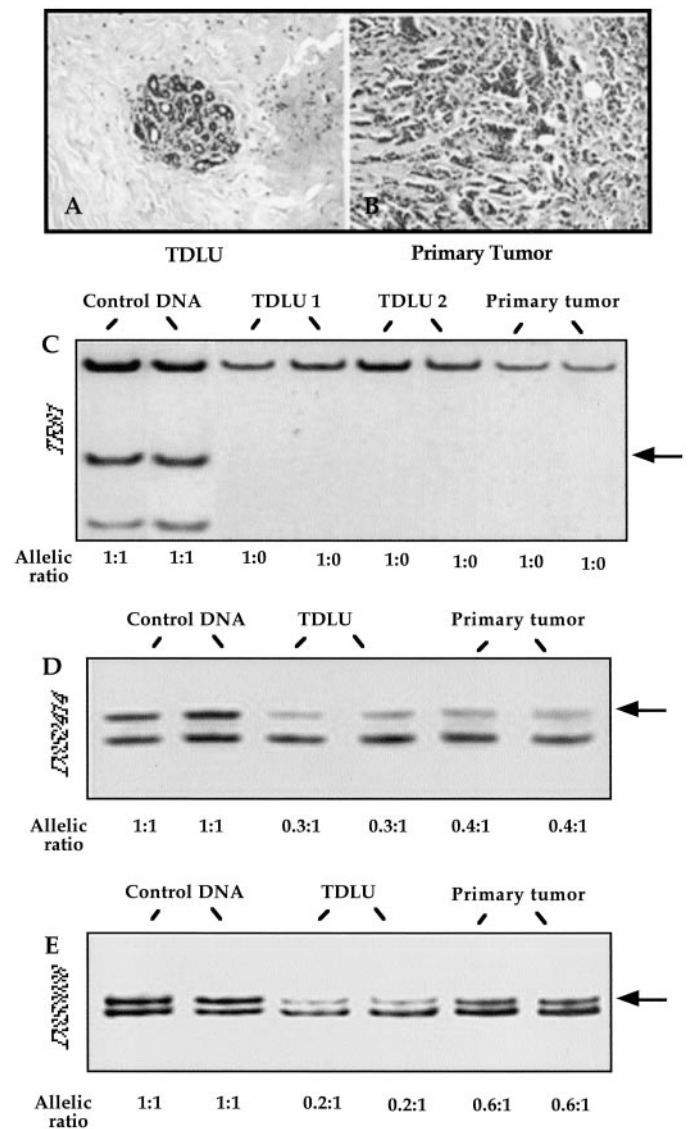 A
B
TDLU Primary Tumor
Control DNA TDLU 1 TDLU 2 Primary tumor
C
Allelic ratio 1:1 1:1 1:0 1:0 1:0 1:0 1:0 1:0
Control DNA TDLU Primary tumor
D
Allelic ratio 1:1 1:1 0.3:1 0.3:1 0.4:1 0.4:1
Control DNA TDLU Primary tumor
E
Allelic ratio 1:1 1:1 0.2:1 0.2:1 0.6:1 0.6:1